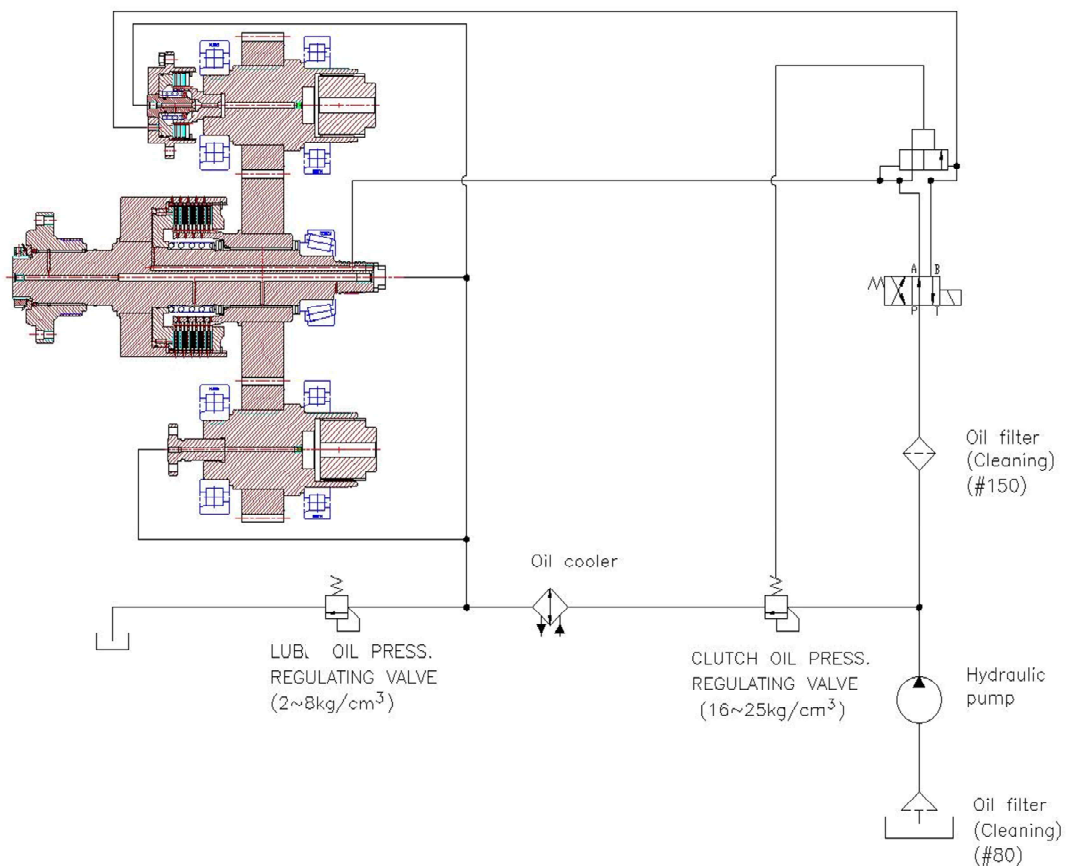 A B
P T
Oil filter
(Cleaning)
(#150)
Oil cooler
LUB. OIL PRESS.
REGULATING VALVE
(2~8kg/cm³)
CLUTCH OIL PRESS.
REGULATING VALVE
(16~25kg/cm³)
Hydraulic
pump
Oil filter
(Cleaning)
(#80)